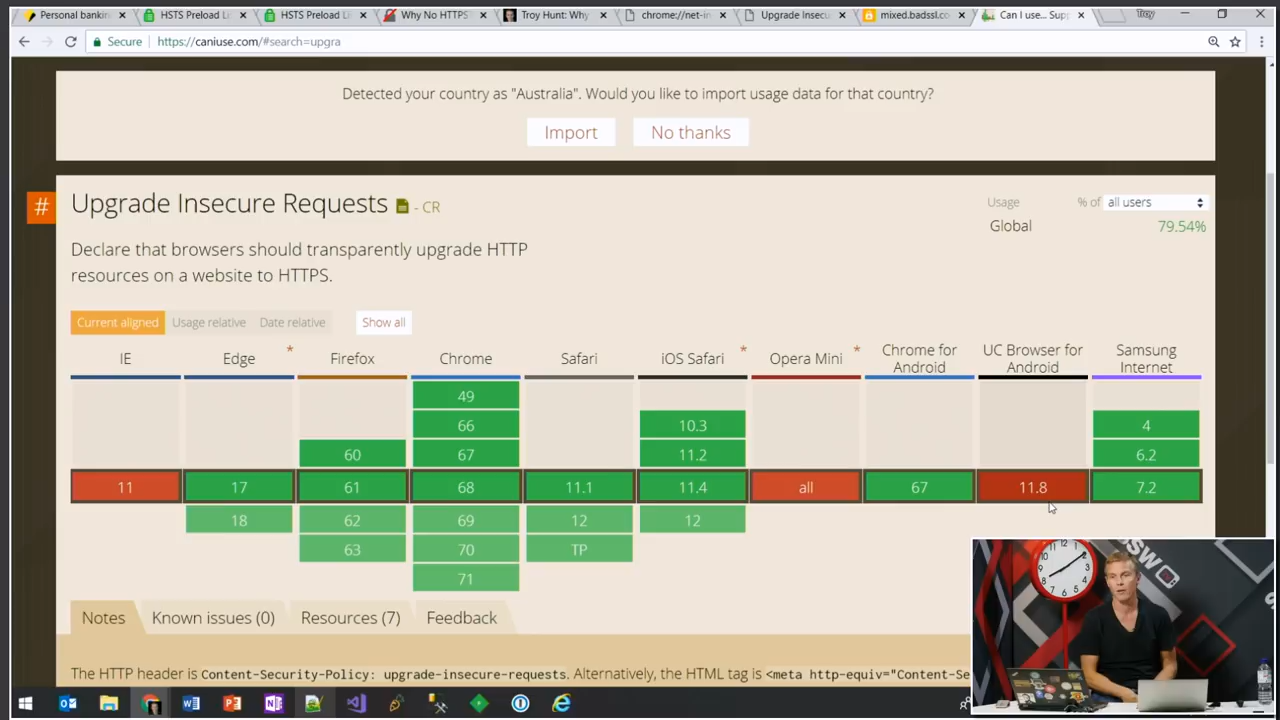 Personal bankin
HSTS Preload Li
HSTS Preload Li
Why No HTTPS
Troy Hunt: Why
chrome://net-in
Upgrade Insecu
mixed.badssl.co
Can I use... Supp
Troy
Secure
https://caniuse.com/#search=upgra
Detected your country as "Australia". Would you like to import usage data for that country?
Import
No thanks
# Upgrade Insecure Requests - CR
Usage % of all users
Global 79.54%
Declare that browsers should transparently upgrade HTTP
resources on a website to HTTPS.
Current aligned Usage relative Date relative Show all
IE Edge * Firefox Chrome Safari iOS Safari * Opera Mini * Chrome for Android UC Browser for Android Samsung Internet
49
66 10.3 4
60 67 11.2 6.2
11 17 61 68 11.1 11.4 all 67 11.8 7.2
18 62 69 12 12
63 70 TP
71
Notes Known issues (0) Resources (7) Feedback
The HTTP header is Content-Security-Policy: upgrade-insecure-requests. Alternatively, the HTML tag is <meta http-equiv="Content-Se